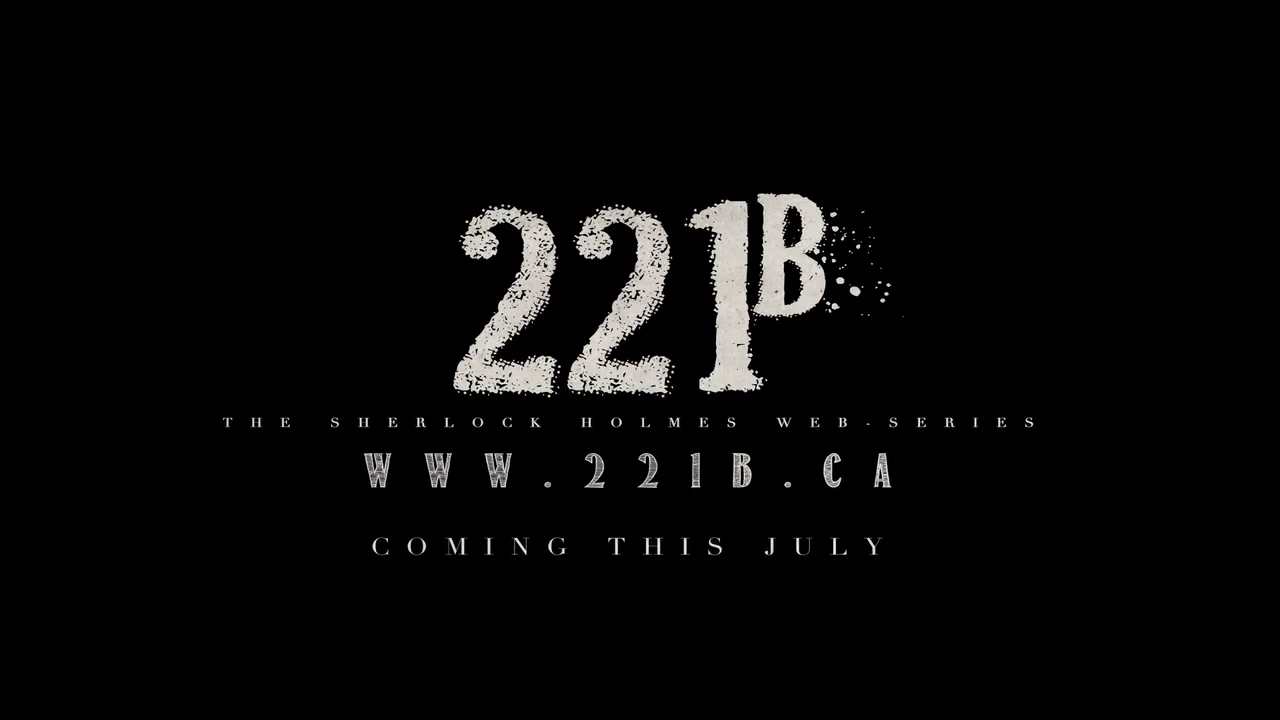 221B
THE SHERLOCK HOLMES WEB-SERIES
WWW.221B.CA
COMING THIS JULY